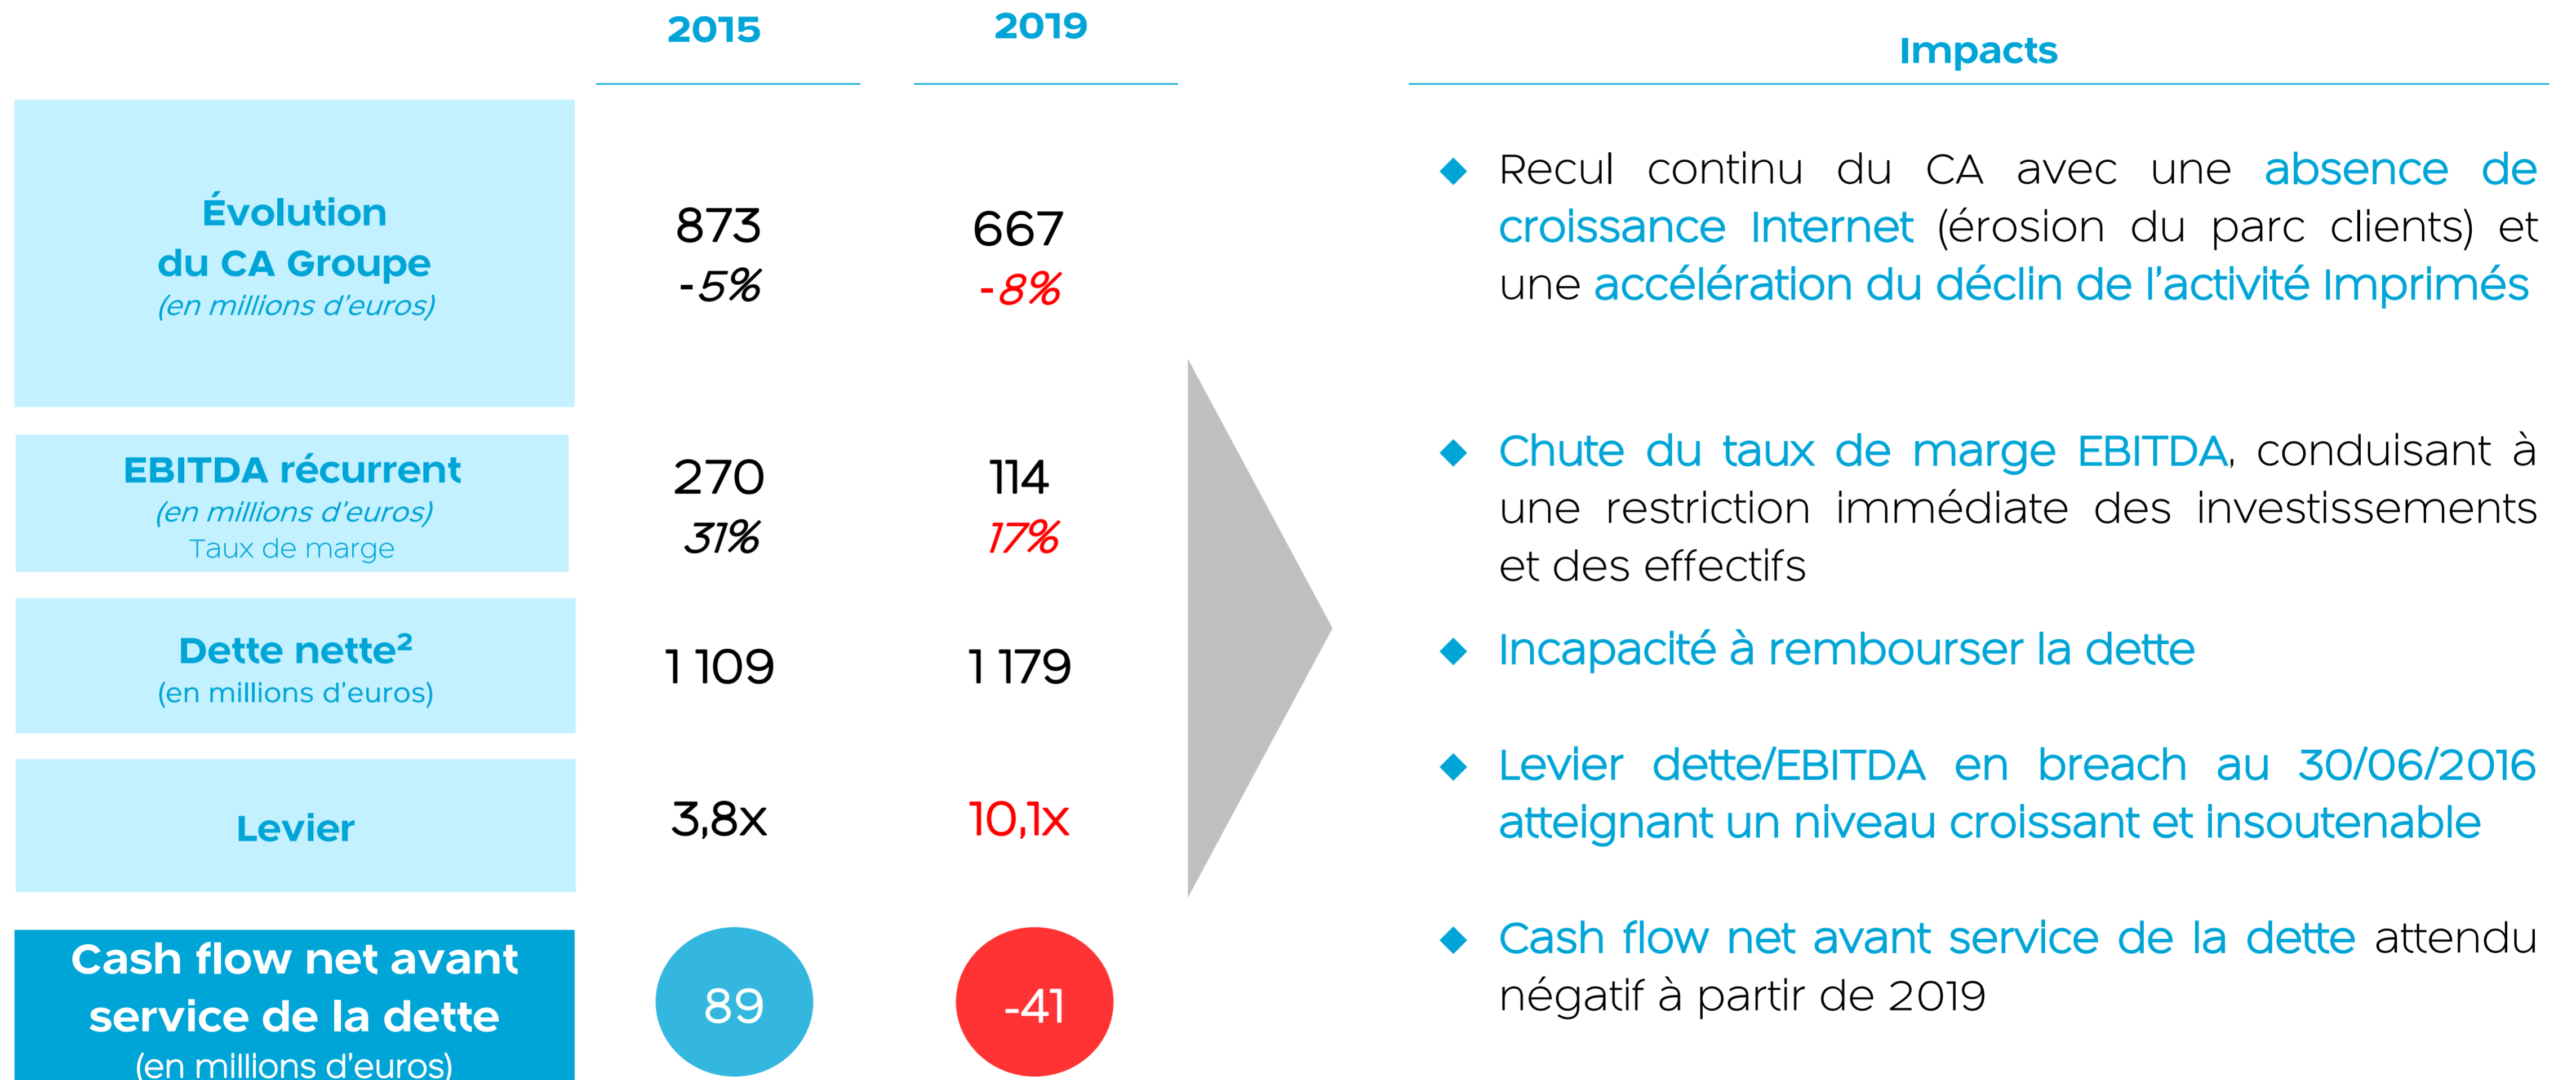 2015
2019
Impacts
Évolution
du CA Groupe
(en millions d'euros)
873
-5%
667
-8%
◆ Recul continu du CA avec une absence de
croissance Internet (érosion du parc clients) et
une accélération du déclin de l'activité Imprimés
EBITDA récurrent
(en millions d'euros)
Taux de marge
270
31%
114
17%
◆ Chute du taux de marge EBITDA, conduisant à
une restriction immédiate des investissements
et des effectifs
Dette nette²
(en millions d'euros)
1 109
1 179
◆ Incapacité à rembourser la dette
Levier
3,8x
10,1x
◆ Levier dette/EBITDA en breach au 30/06/2016
atteignant un niveau croissant et insoutenable
Cash flow net avant
service de la dette
(en millions d'euros)
89
-41
◆ Cash flow net avant service de la dette attendu
négatif à partir de 2019